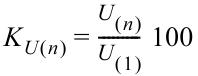 K_{U(n)} = \frac{U_{(n)}}{U_{(1)}} 100